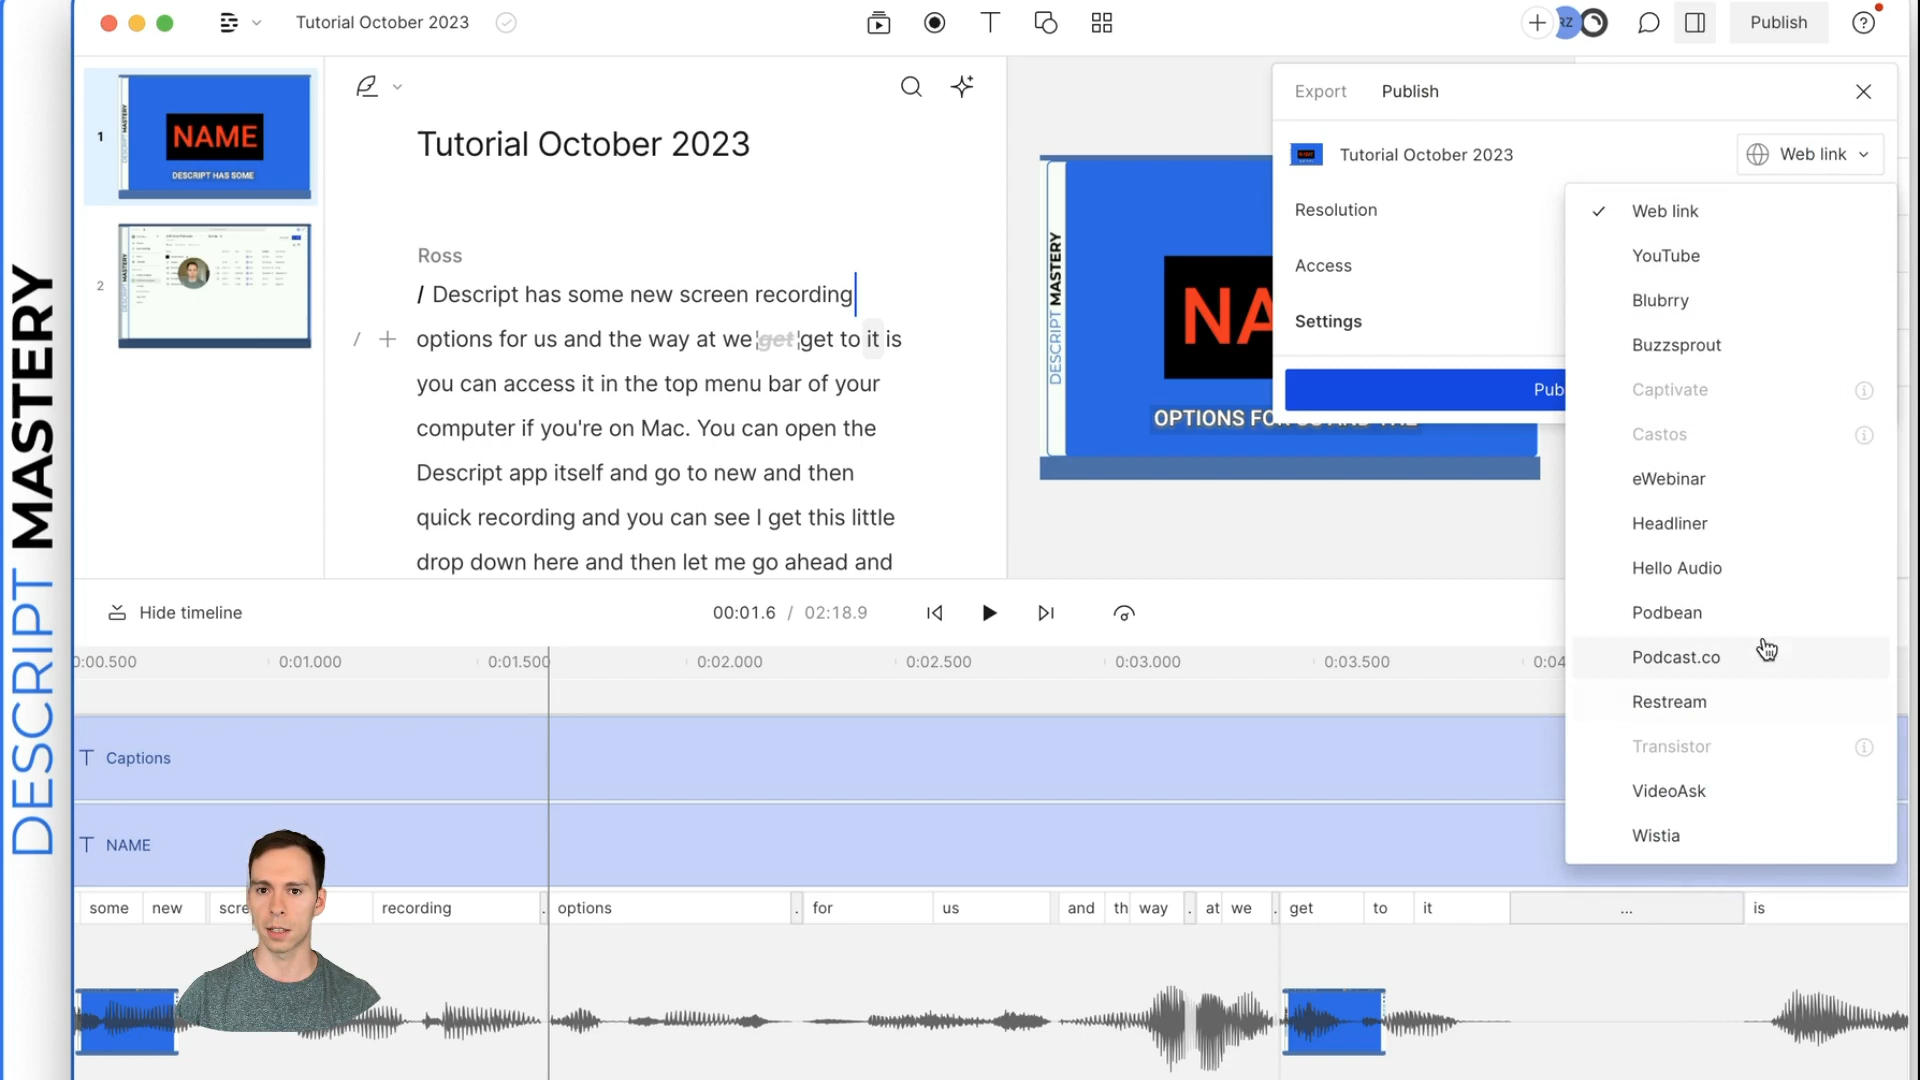 DESCRIPT MASTERY
Tutorial October 2023
RZ
Publish
1
NAME
DESCRIPT HAS SOME
2
Tutorial October 2023
Ross
/ Descript has some new screen recording
/ + options for us and the way at we get get to it is
you can access it in the top menu bar of your
computer if you're on Mac. You can open the
Descript app itself and go to new and then
quick recording and you can see I get this little
drop down here and then let me go ahead and
DESCRIPT MASTERY
NA
OPTIONS FO
Export
Publish
Tutorial October 2023
Web link
Resolution
Access
Settings
Pub
Web link
YouTube
Blubrry
Buzzsprout
Captivate
Castos
eWebinar
Headliner
Hello Audio
Podbean
Podcast.co
Restream
Transistor
VideoAsk
Wistia
Hide timeline
00:01.6 / 02:18.9
0:00.500 0:01.000 0:01.500 0:02.000 0:02.500 0:03.000 0:03.500 0:04
T Captions
T NAME
some new scre recording . options . for us and th way . at we . get to it ... is